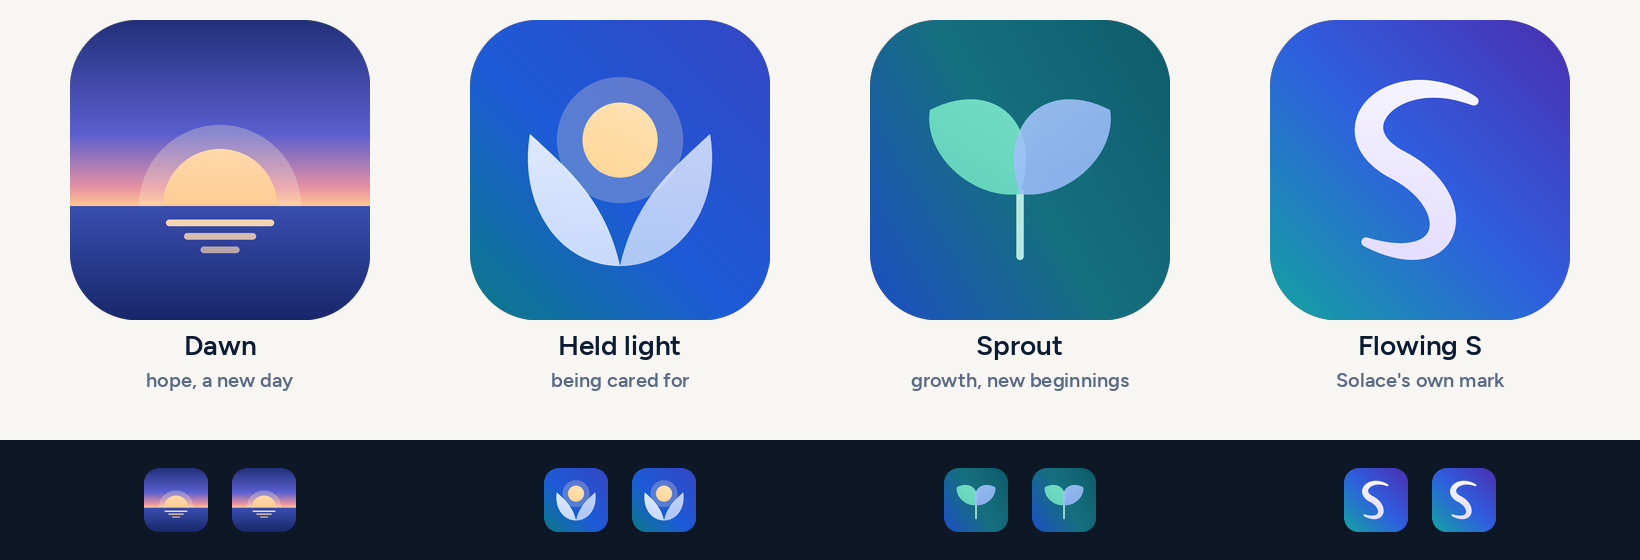 Dawn
hope, a new day
Held light
being cared for
Sprout
growth, new beginnings
S
Flowing S
Solace's own mark
S
S